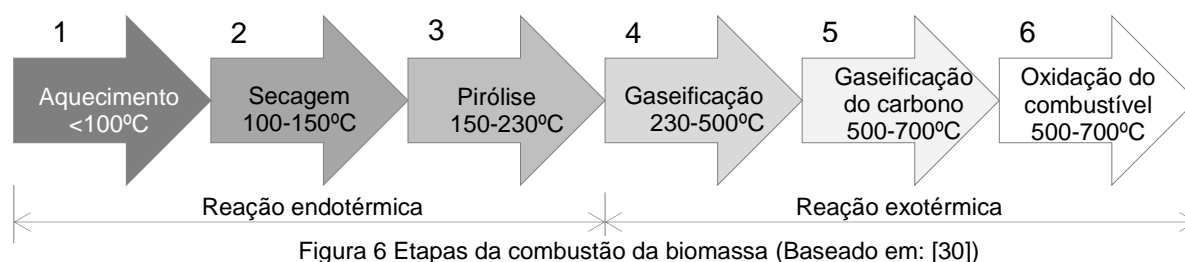 1
Aquecimento
<100ºC
2
Secagem
100-150ºC
3
Pirólise
150-230ºC
4
Gaseificação
230-500ºC
5
Gaseificação
do carbono
500-700ºC
6
Oxidação do
combustível
500-700ºC
Reação endotérmica
Reação exotérmica
Figura 6 Etapas da combustão da biomassa (Baseado em: [30])